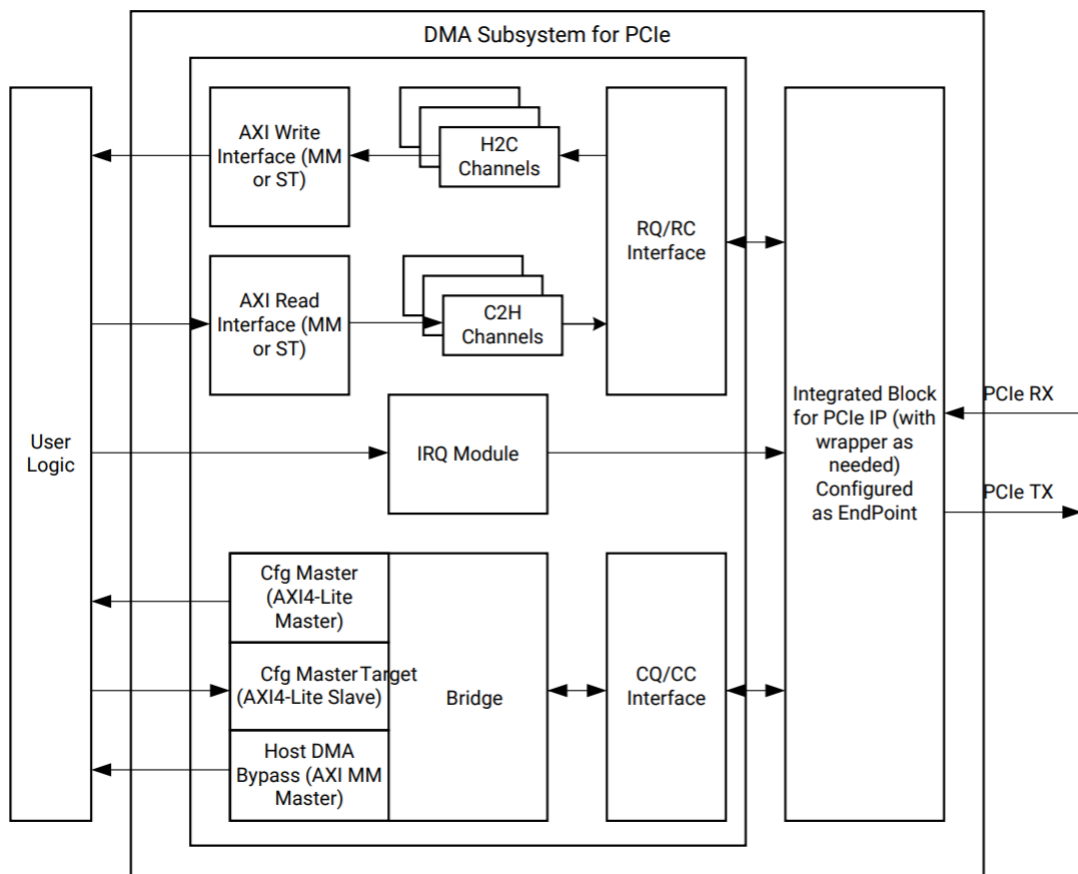 DMA Subsystem for PCIe
AXI Write
Interface (MM
or ST)
H2C
Channels
RQ/RC
Interface
AXI Read
Interface (MM
or ST)
C2H
Channels
User
Logic
IRQ Module
Integrated Block
for PCIe IP (with
wrapper as
needed)
Configured
as EndPoint
PCIe RX
PCIe TX
Cfg Master
(AXI4-Lite
Master)
Cfg Master Target
(AXI4-Lite Slave)
Host DMA
Bypass (AXI MM
Master)
Bridge
CQ/CC
Interface